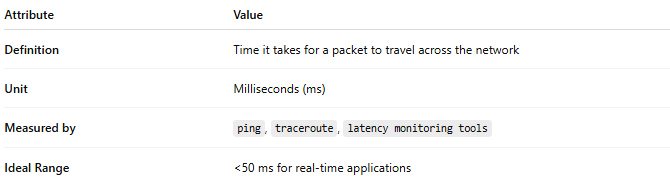 Attribute Value
Definition Time it takes for a packet to travel across the network
Unit Milliseconds (ms)
Measured by ping, traceroute, latency monitoring tools
Ideal Range <50 ms for real-time applications